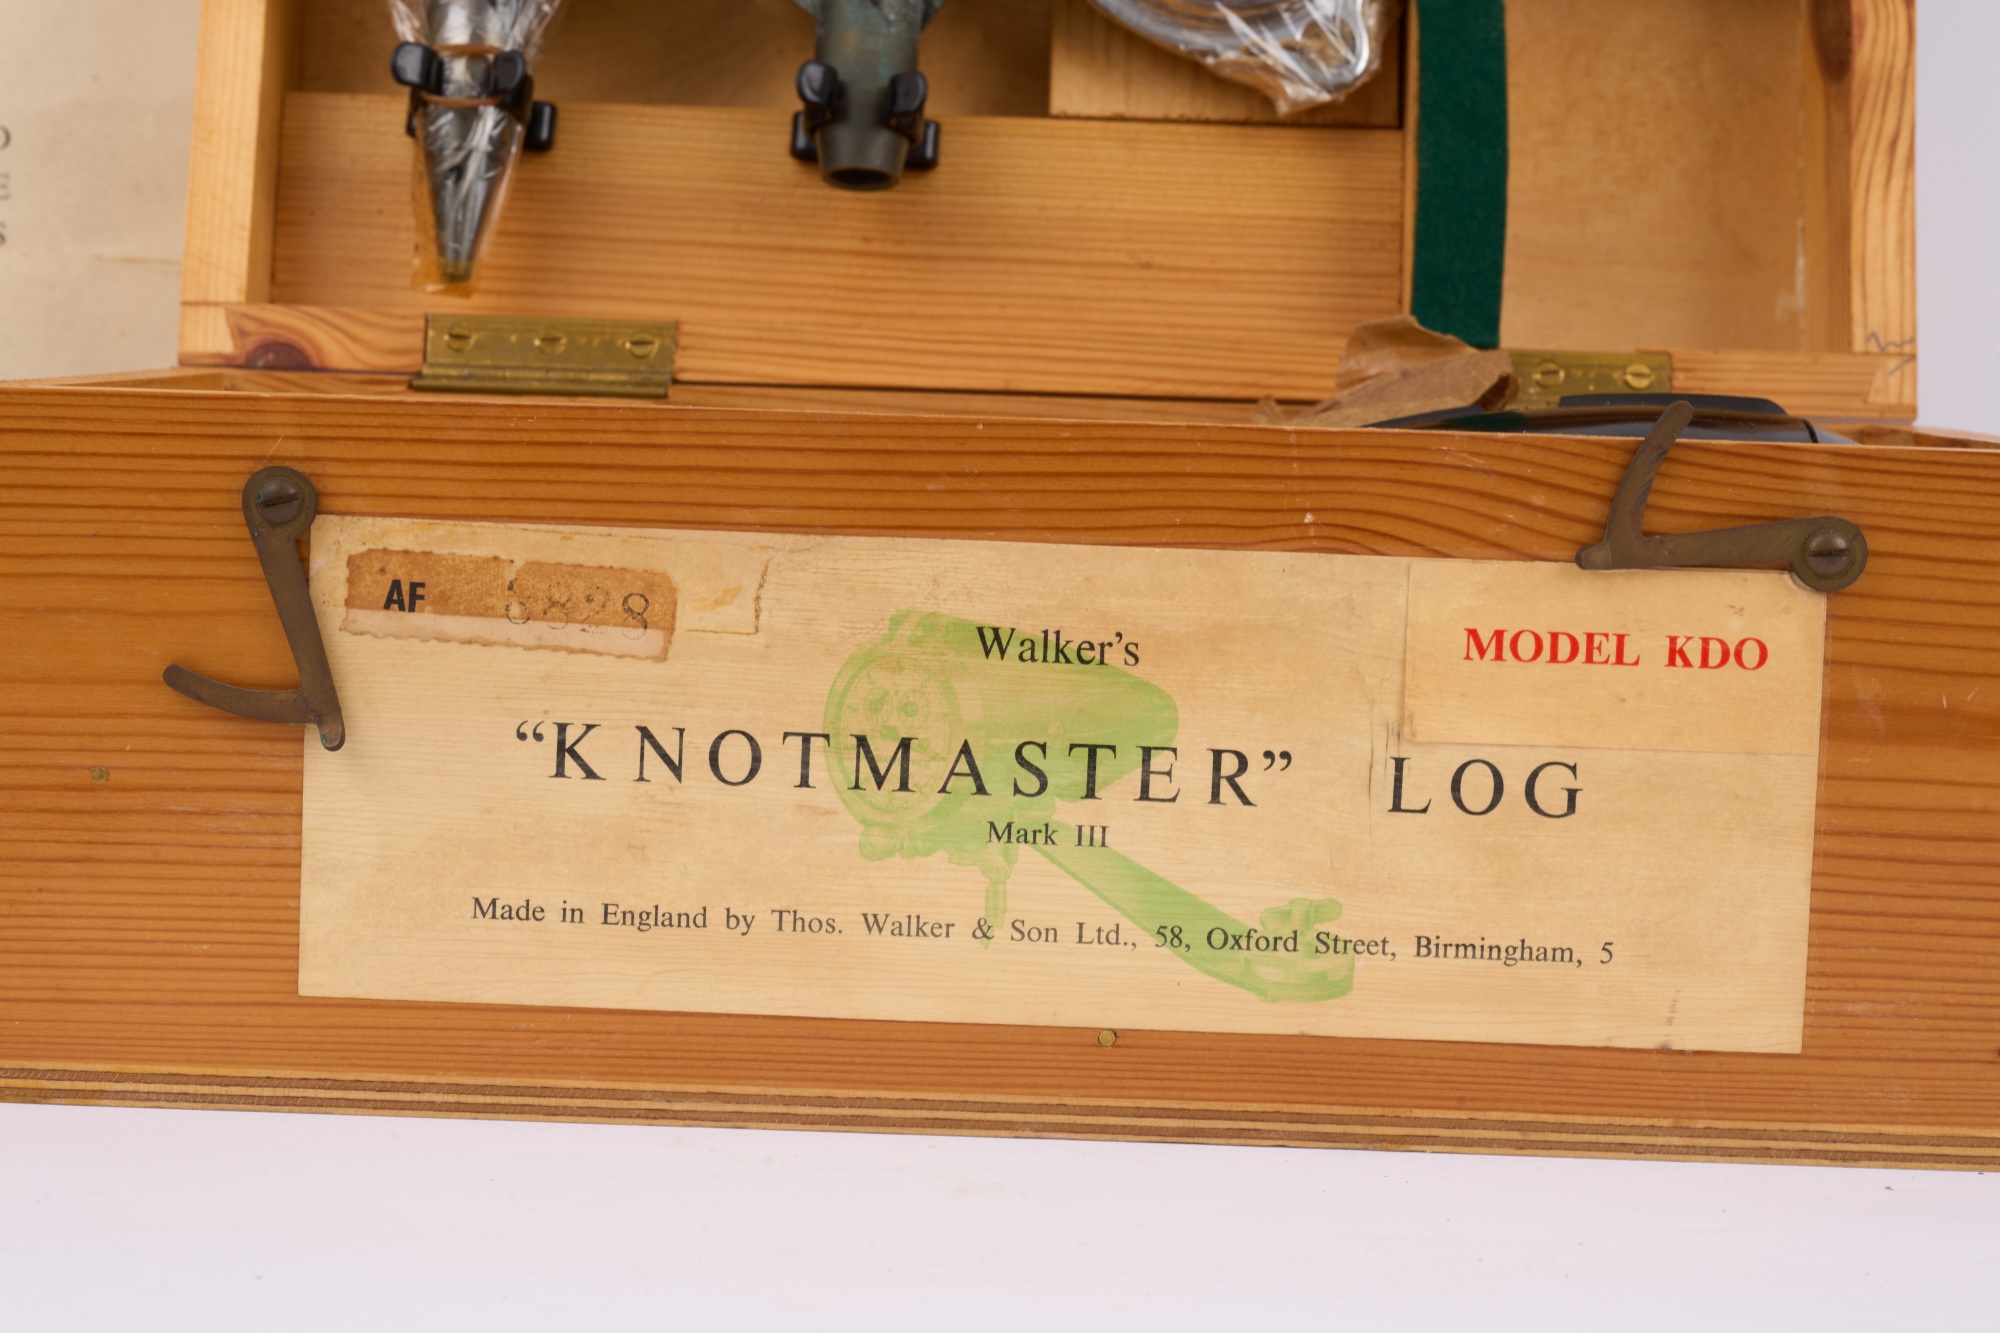 AF 3828
Walker's
MODEL KDO
“KNOTMASTER” LOG
Mark III
Made in England by Thos. Walker & Son Ltd., 58, Oxford Street, Birmingham, 5